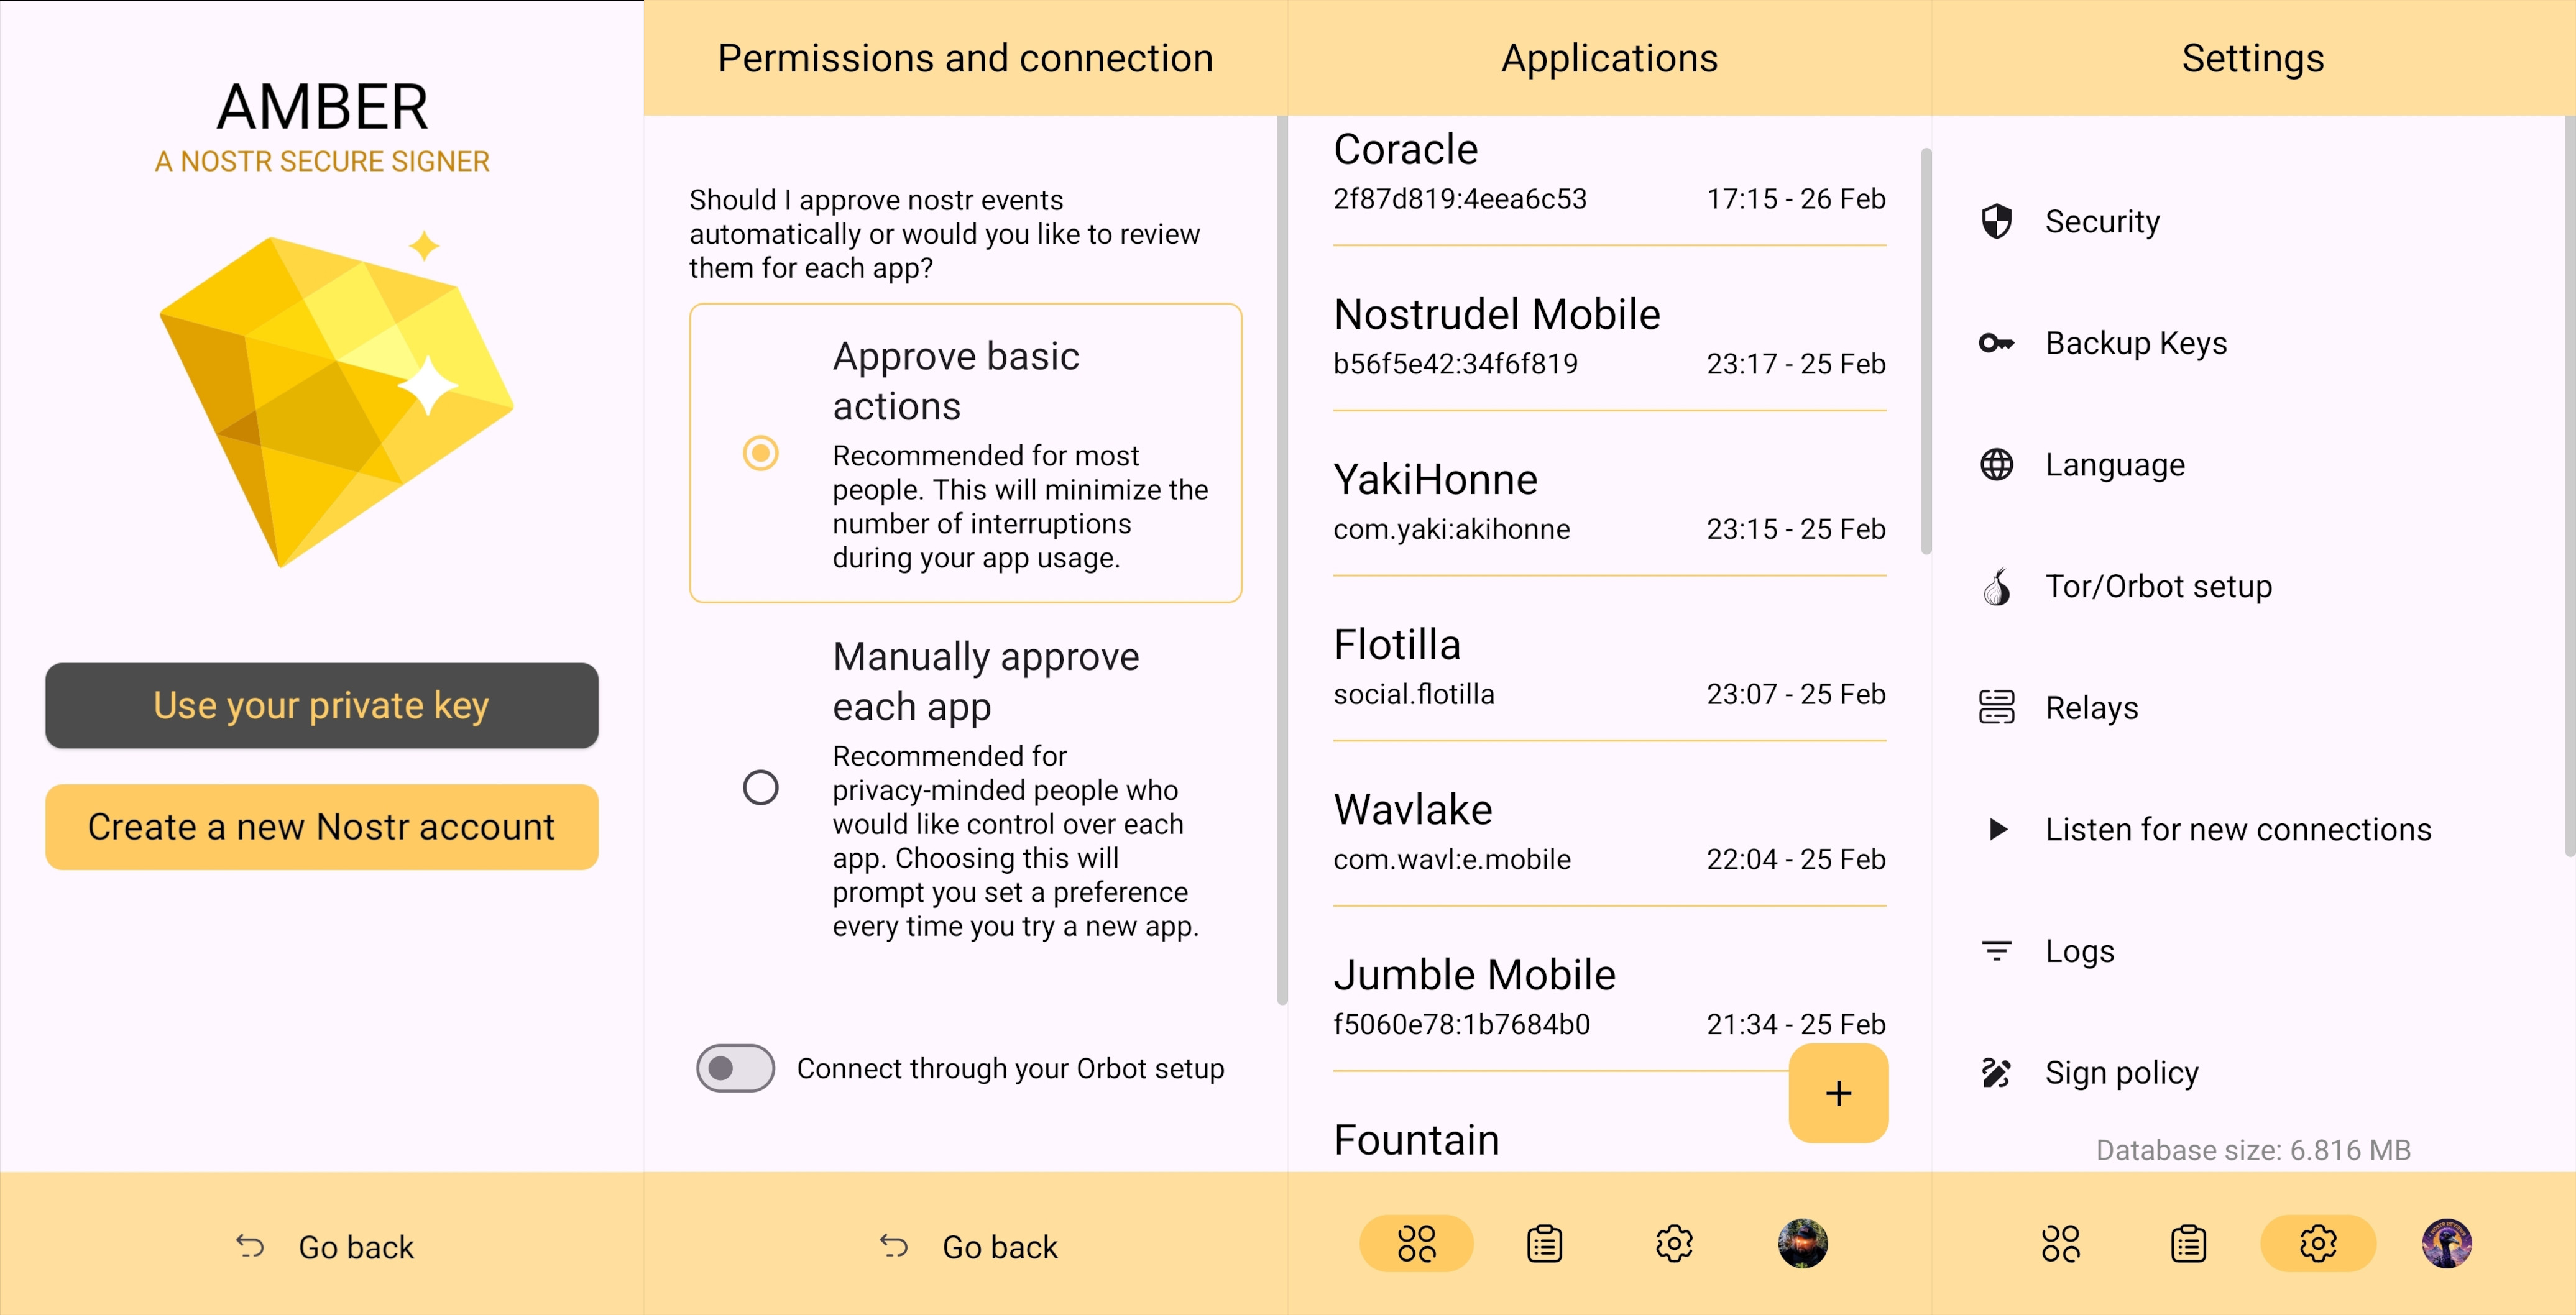 AMBER
A NOSTR SECURE SIGNER
Use your private key
Create a new Nostr account
Go back
Permissions and connection
Should I approve nostr events
automatically or would you like to review
them for each app?
Approve basic
actions
Recommended for most
people. This will minimize the
number of interruptions
during your app usage.
Manually approve
each app
Recommended for
privacy-minded people who
would like control over each
app. Choosing this will
prompt you set a preference
every time you try a new app.
Connect through your Orbot setup
Go back
Applications
Coracle
2f87d819:4eea6c53 17:15 - 26 Feb
Nostrudel Mobile
b56f5e42:34f6f819 23:17 - 25 Feb
YakiHonne
com.yaki:akihonne 23:15 - 25 Feb
Flotilla
social.flotilla 23:07 - 25 Feb
Wavlake
com.wavl:e.mobile 22:04 - 25 Feb
Jumble Mobile
f5060e78:1b7684b0 21:34 - 25 Feb
Fountain
Settings
Security
Backup Keys
Language
Tor/Orbot setup
Relays
Listen for new connections
Logs
Sign policy
Database size: 6.816 MB